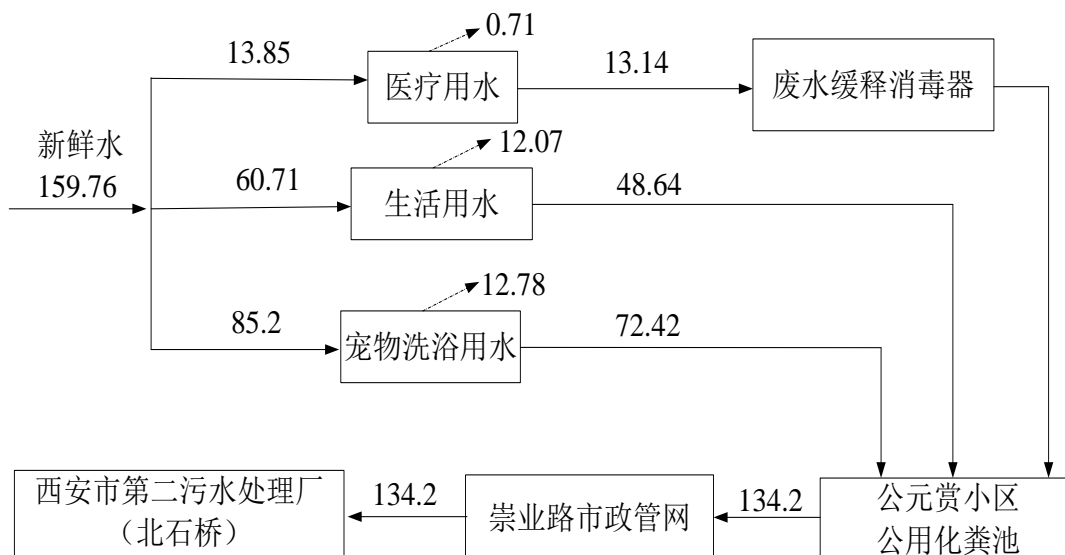 0.71
13.85
医疗用水
13.14
废水缓释消毒器
新鲜水
159.76
12.07
60.71
生活用水
48.64
12.78
85.2
宠物洗浴用水
72.42
西安市第二污水处理厂
（北石桥）
134.2
崇业路市政管网
134.2
公元赏小区
公用化粪池